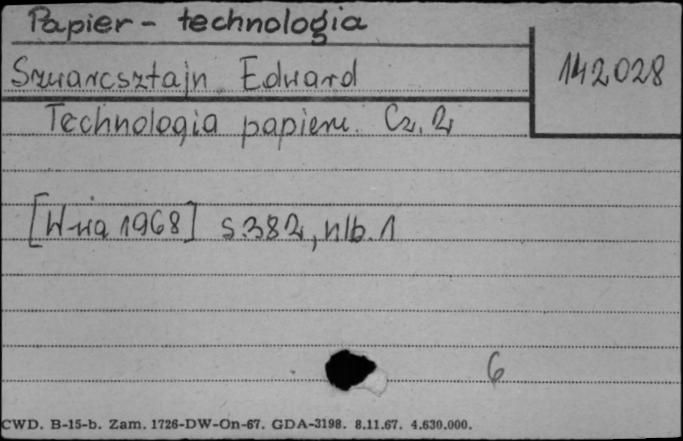 Papier - technologia
142028
Szwarcsztajn Edward
Technologia papieru. Cz. 2
[W-wa 1968] s. 382, nlb. 1
6
CWD. B-15-b. Zam. 1726-DW-On-67. GDA-3198. 8.11.67. 4.630.000.